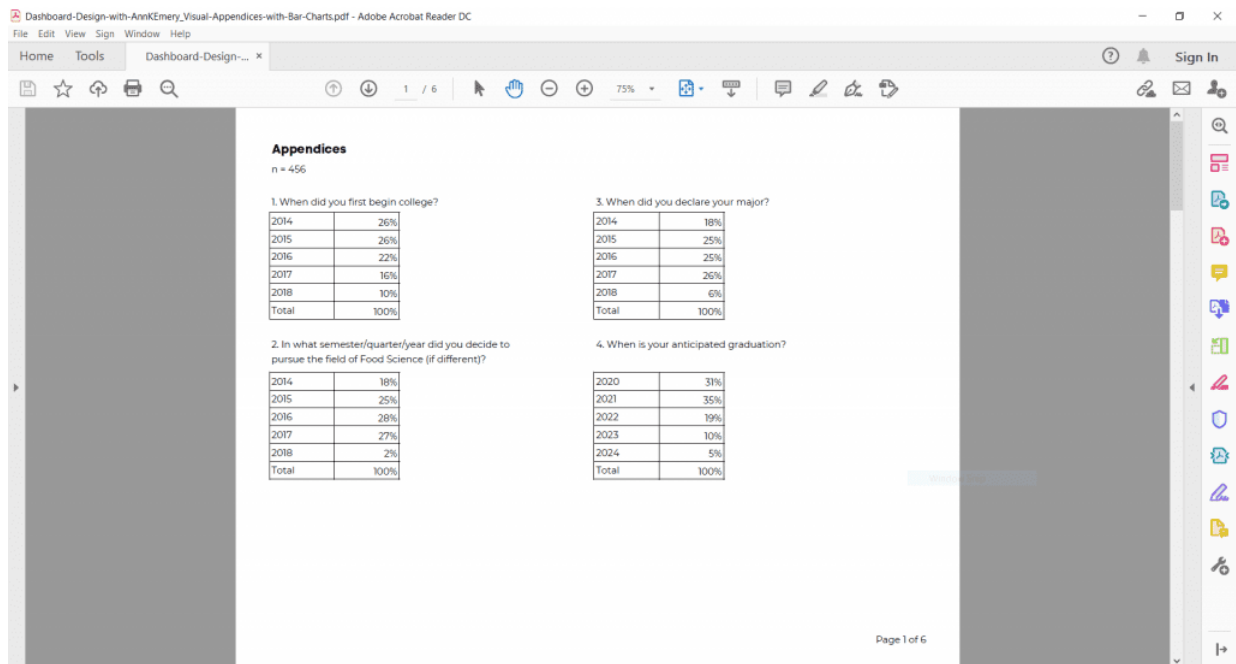 Dashboard-Design-with-AnnKEmery_Visual-Appendices-with-Bar-Charts.pdf - Adobe Acrobat Reader DC
File Edit View Sign Window Help
Home Tools Dashboard-Design-... × Sign In
1 / 6 75%
Appendices
n = 456
1. When did you first begin college?
2014 26%
2015 26%
2016 22%
2017 16%
2018 10%
Total 100%
2. In what semester/quarter/year did you decide to
pursue the field of Food Science (if different)?
2014 18%
2015 25%
2016 28%
2017 27%
2018 2%
Total 100%
3. When did you declare your major?
2014 18%
2015 25%
2016 25%
2017 26%
2018 6%
Total 100%
4. When is your anticipated graduation?
2020 31%
2021 35%
2022 19%
2023 10%
2024 5%
Total 100%
Page 1 of 6